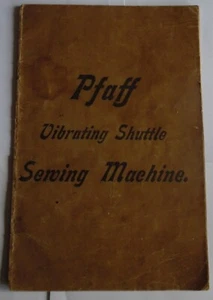 Pfaff
Vibrating Shuttle
Sewing Machine.